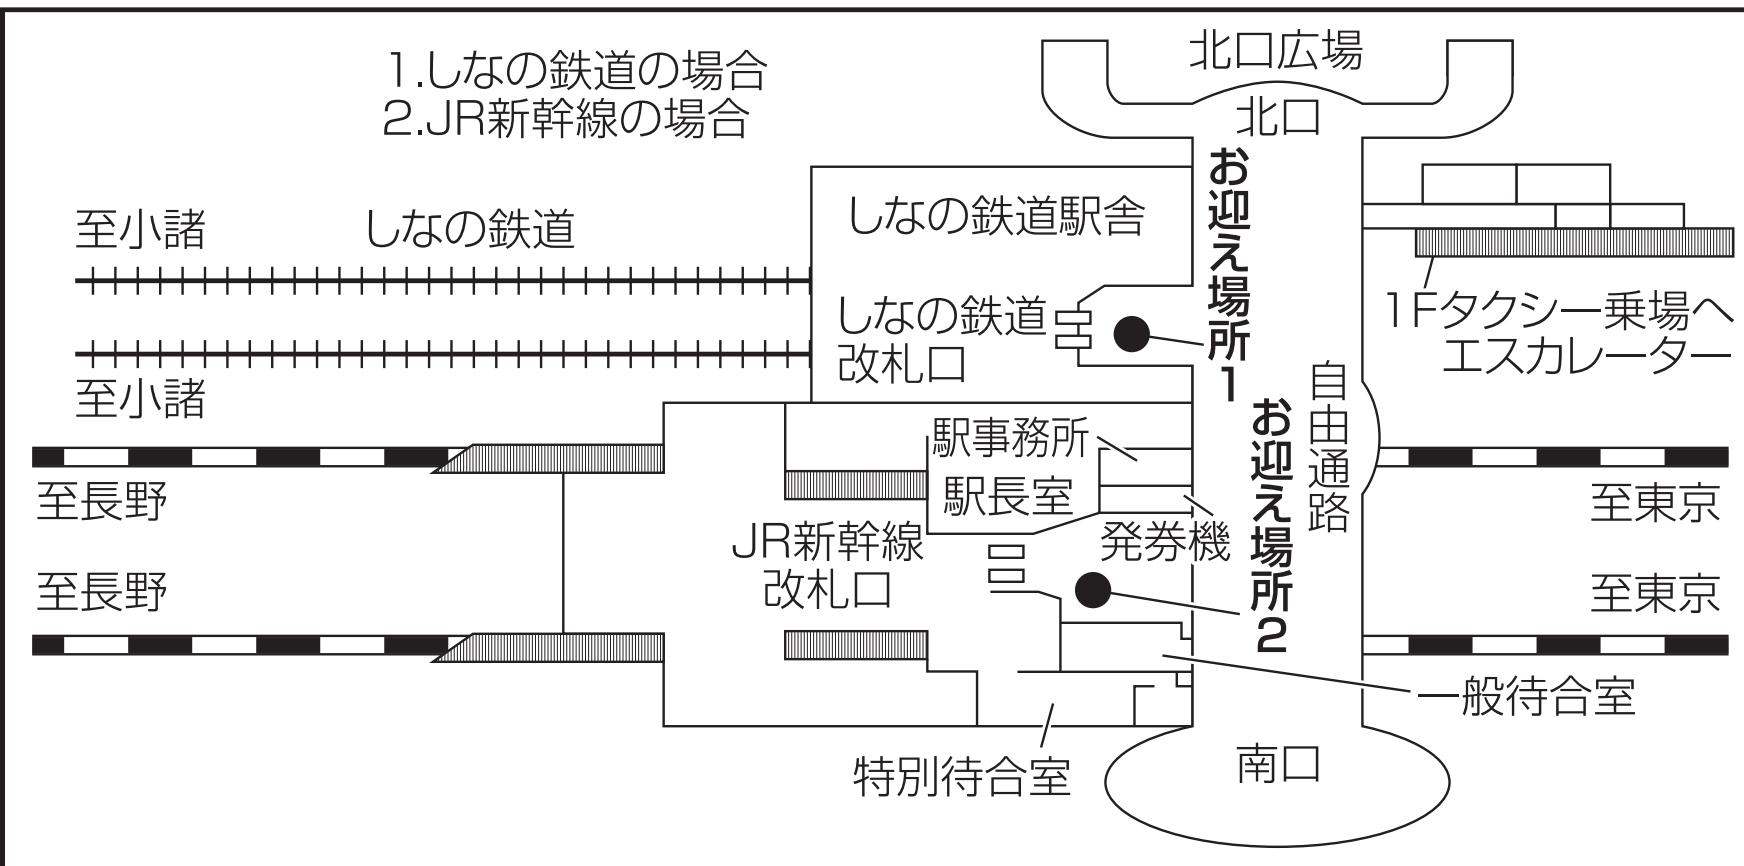 1.しなの鉄道の場合
2.JR新幹線の場合
北口広場
北口
お迎え場所1
至小諸
しなの鉄道
しなの鉄道駅舎
しなの鉄道
改札口
1Fタクシー乗場へ
エスカレーター
至小諸
自由通路
お迎え場所2
駅事務所
駅長室
至長野
JR新幹線
改札口
発券機
至東京
至長野
至東京
一般待合室
特別待合室
南口